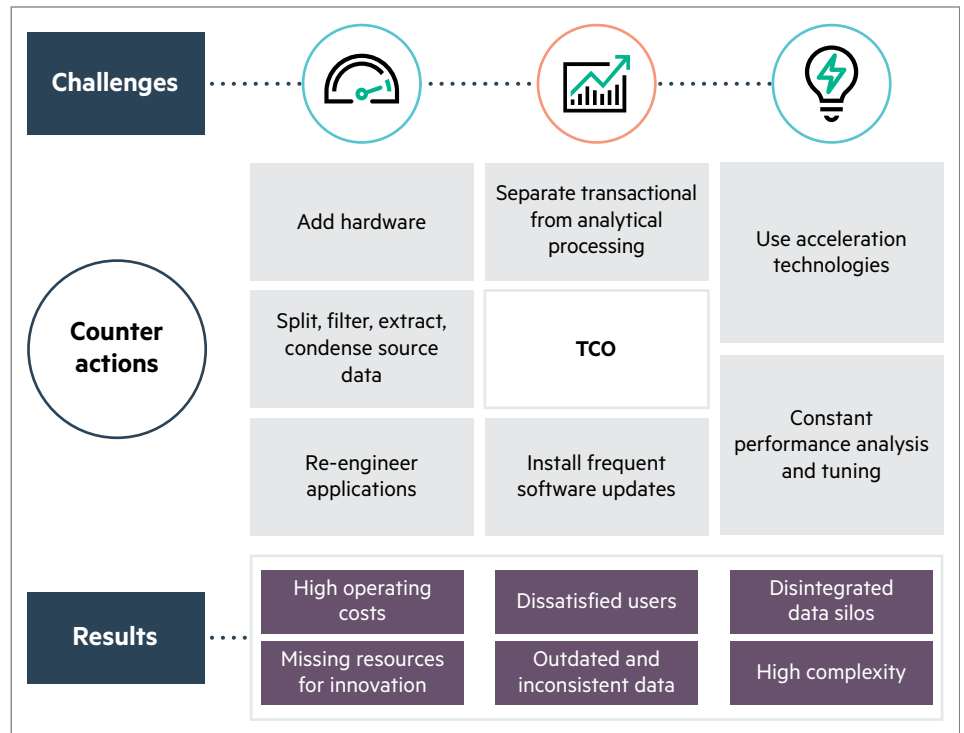 Challenges
Add hardware
Separate transactional
from analytical
processing
Use acceleration
technologies
Counter
actions
Split, filter, extract,
condense source
data
TCO
Constant
performance analysis
and tuning
Re-engineer
applications
Install frequent
software updates
Results
High operating
costs
Dissatisfied users
Disintegrated
data silos
Missing resources
for innovation
Outdated and
inconsistent data
High complexity